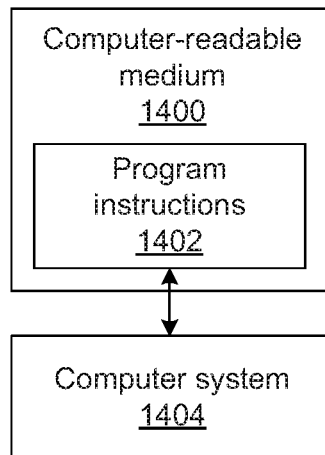 Computer-readable
medium
1400
Program
instructions
1402
Computer system
1404